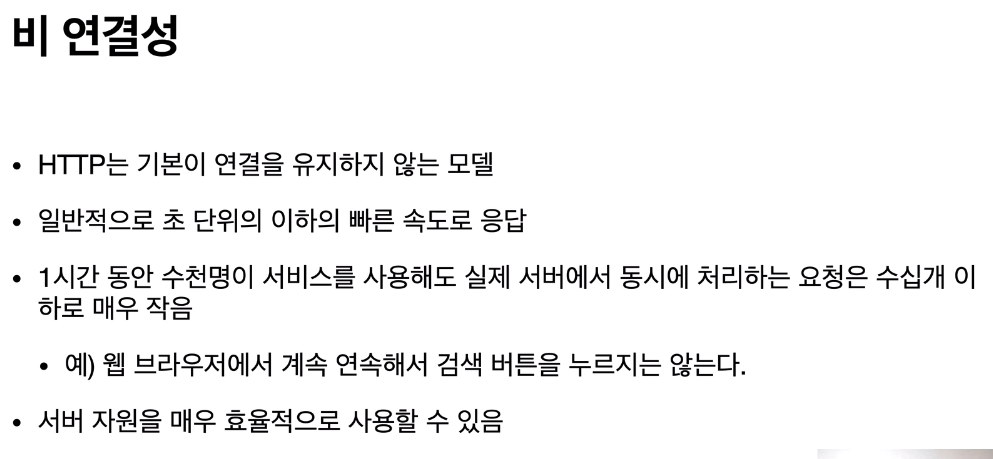 비 연결성
• HTTP는 기본이 연결을 유지하지 않는 모델
• 일반적으로 초 단위의 이하의 빠른 속도로 응답
• 1시간 동안 수천명이 서비스를 사용해도 실제 서버에서 동시에 처리하는 요청은 수십개 이
하로 매우 작음
• 예) 웹 브라우저에서 계속 연속해서 검색 버튼을 누르지는 않는다.
• 서버 자원을 매우 효율적으로 사용할 수 있음